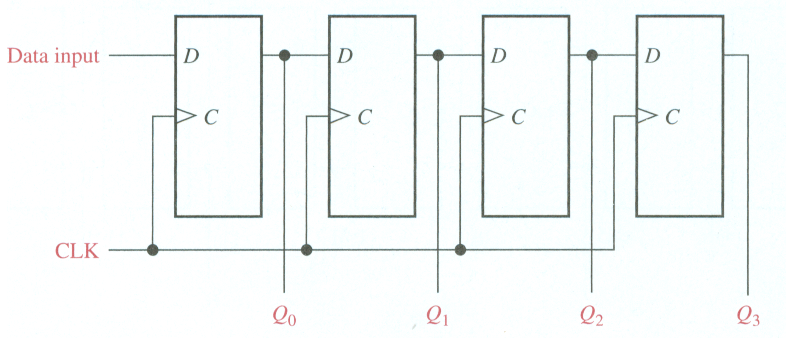 Data input D D D D
C C C C
CLK
Q0 Q1 Q2 Q3